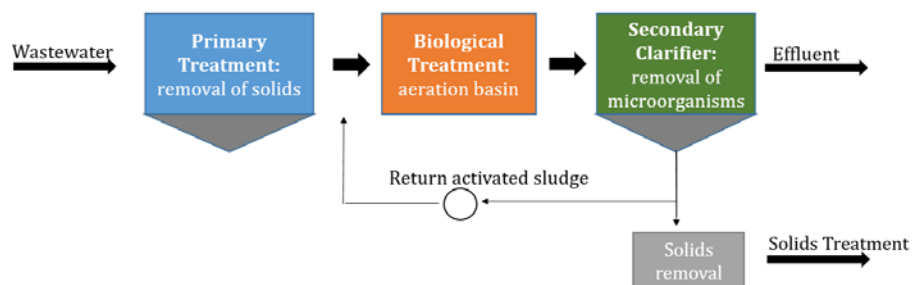 Wastewater
Primary
Treatment:
removal of solids
Biological
Treatment:
aeration basin
Secondary
Clarifier:
removal of
microorganisms
Effluent
Return activated sludge
Solids
removal
Solids Treatment